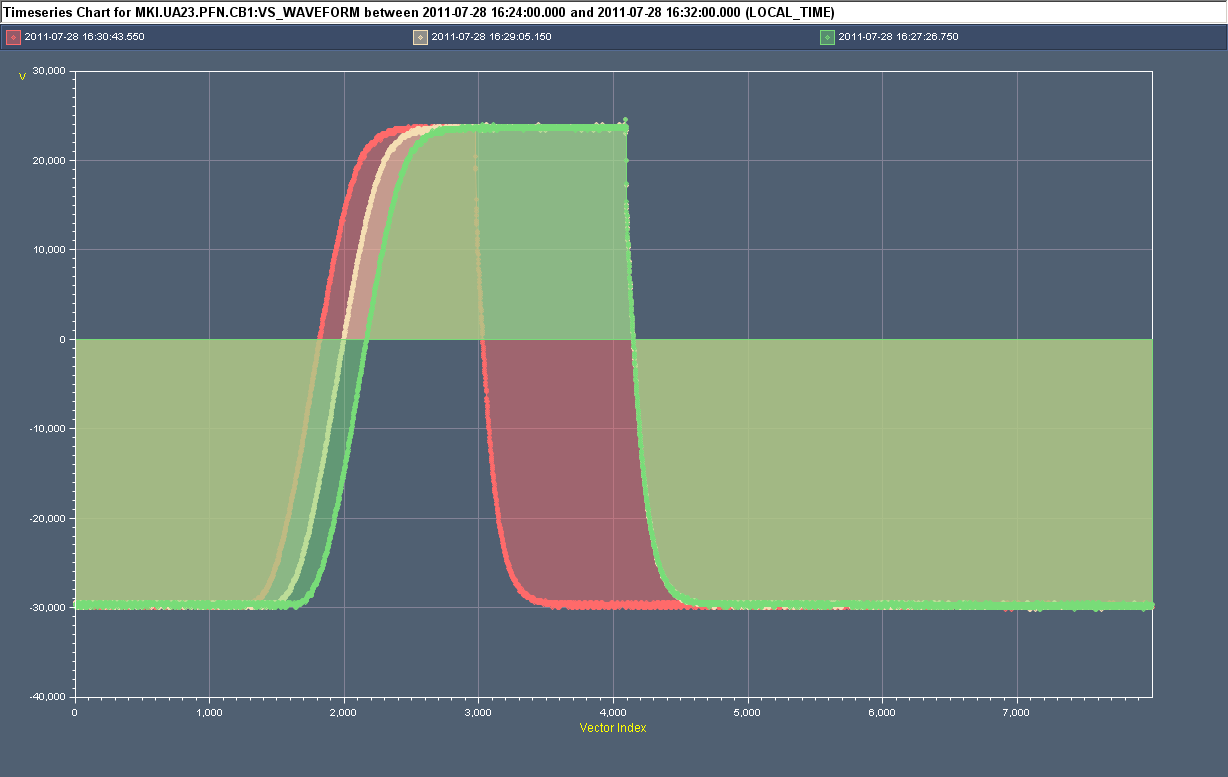 Timeseries Chart for MKI.UA23.PFN.CB1:VS_WAVEFORM between 2011-07-28 16:24:00.000 and 2011-07-28 16:32:00.000 (LOCAL_TIME)
2011-07-28 16:30:43.550 2011-07-28 16:29:05.150 2011-07-28 16:27:26.750
V 30,000
20,000
10,000
0
-10,000
-20,000
-30,000
-40,000
0 1,000 2,000 3,000 4,000 5,000 6,000 7,000
Vector Index